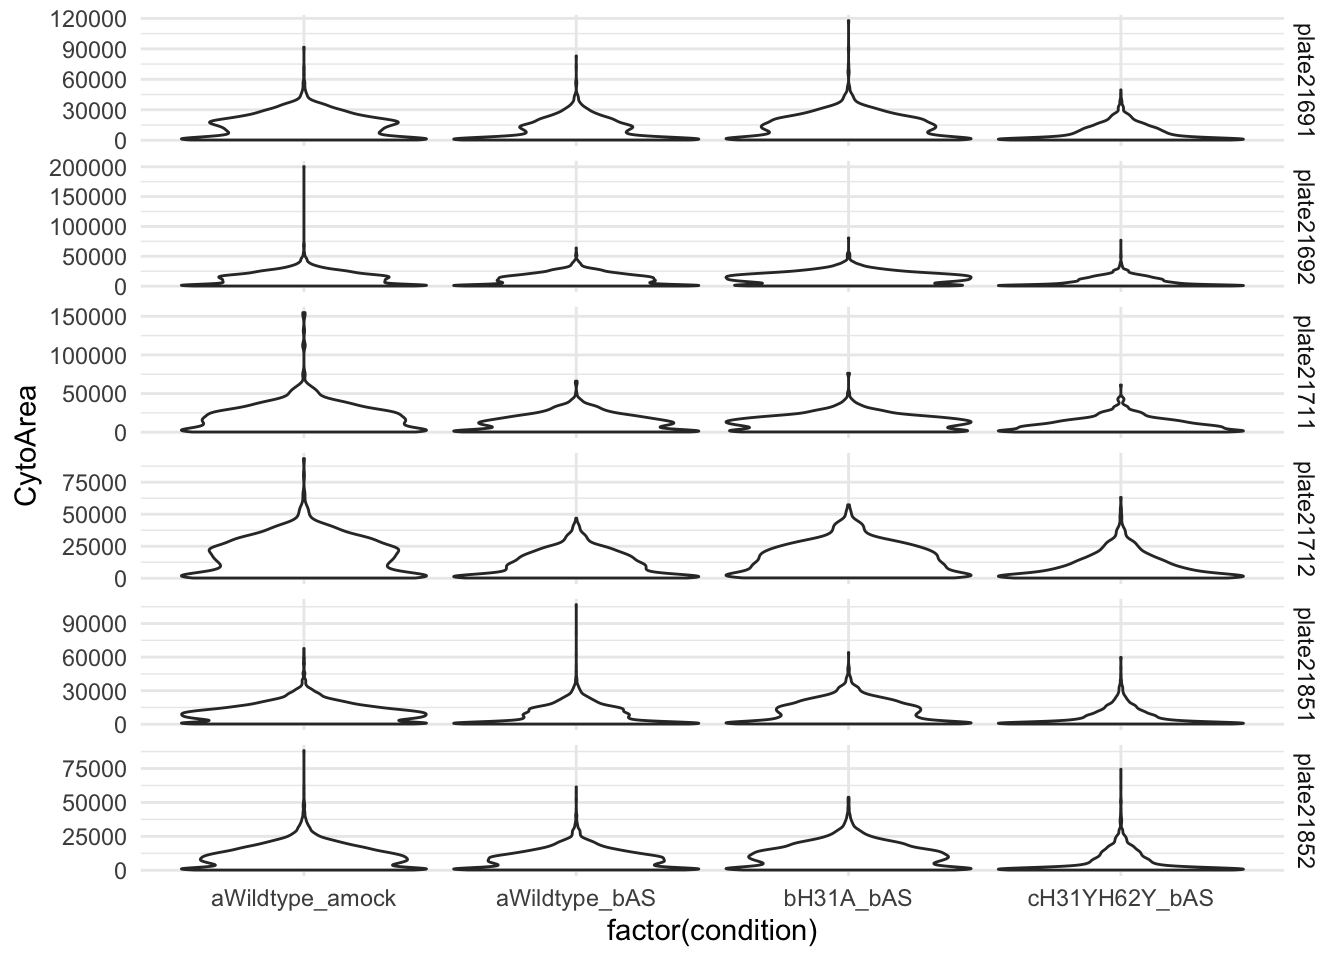 120000
90000
60000
30000
0
plate21691
200000
150000
100000
50000
0
plate21692
150000
100000
50000
0
plate21711
75000
50000
25000
0
plate21712
90000
60000
30000
0
plate21851
75000
50000
25000
0
plate21852
CytoArea
aWildtype_amock aWildtype_bAS bH31A_bAS cH31YH62Y_bAS
factor(condition)